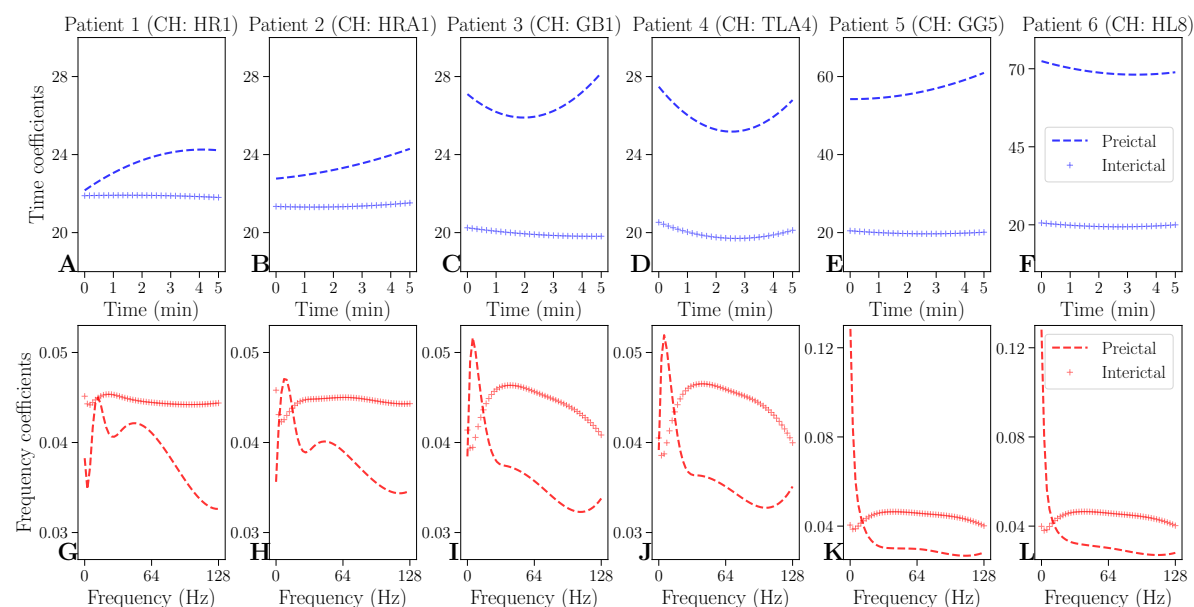 Patient 1 (CH: HR1) Patient 2 (CH: HRA1) Patient 3 (CH: GB1) Patient 4 (CH: TLA4) Patient 5 (CH: GG5) Patient 6 (CH: HL8)
Time coefficients
28 28 28 28 60 70
24 24 24 24 40 45
20 20 20 20 20 20
Preictal
Interictal
A B C D E F
0 1 2 3 4 5 0 1 2 3 4 5 0 1 2 3 4 5 0 1 2 3 4 5 0 1 2 3 4 5 0 1 2 3 4 5
Time (min) Time (min) Time (min) Time (min) Time (min) Time (min)
Frequency coefficients
0.05 0.05 0.05 0.05 0.12 0.12
0.04 0.04 0.04 0.04 0.08 0.08
0.03 0.03 0.03 0.03 0.04 0.04
Preictal
Interictal
G H I J K L
0 64 128 0 64 128 0 64 128 0 64 128 0 64 128 0 64 128
Frequency (Hz) Frequency (Hz) Frequency (Hz) Frequency (Hz) Frequency (Hz) Frequency (Hz)